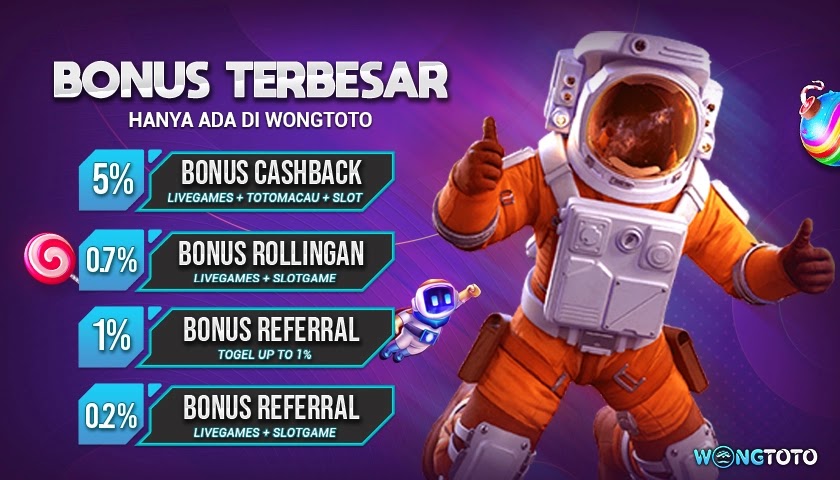 BONUS TERBESAR
HANYA ADA DI WONGTOTO
5%
BONUS CASHBACK
LIVEGAMES + TOTOMACAU + SLOT
0.7%
BONUS ROLLINGAN
LIVEGAMES + SLOTGAME
1%
BONUS REFERRAL
TOGEL UP TO 1%
0.2%
BONUS REFERRAL
LIVEGAMES + SLOTGAME
WONGTOTO